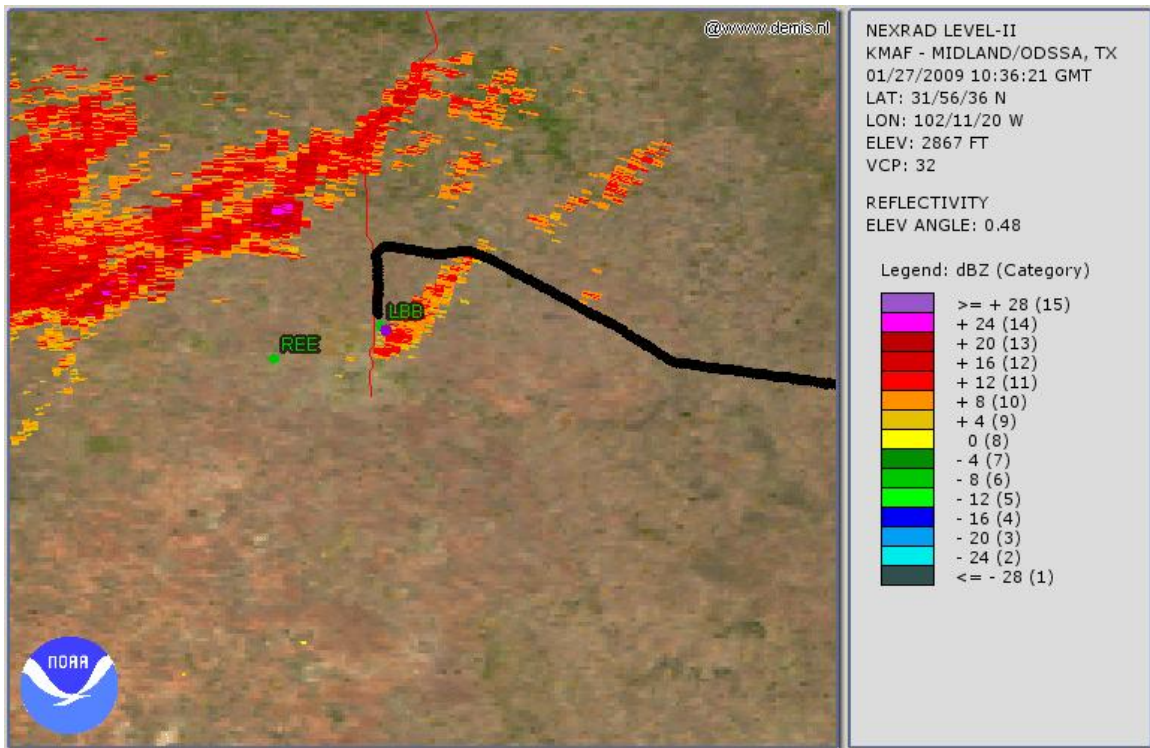 @www.demis.nl
LBB
REE
NOAA
NEXRAD LEVEL-II
KMAF - MIDLAND/ODSSA, TX
01/27/2009 10:36:21 GMT
LAT: 31/56/36 N
LON: 102/11/20 W
ELEV: 2867 FT
VCP: 32
REFLECTIVITY
ELEV ANGLE: 0.48
Legend: dBZ (Category)
>= + 28 (15)
+ 24 (14)
+ 20 (13)
+ 16 (12)
+ 12 (11)
+ 8 (10)
+ 4 (9)
0 (8)
- 4 (7)
- 8 (6)
- 12 (5)
- 16 (4)
- 20 (3)
- 24 (2)
<= - 28 (1)